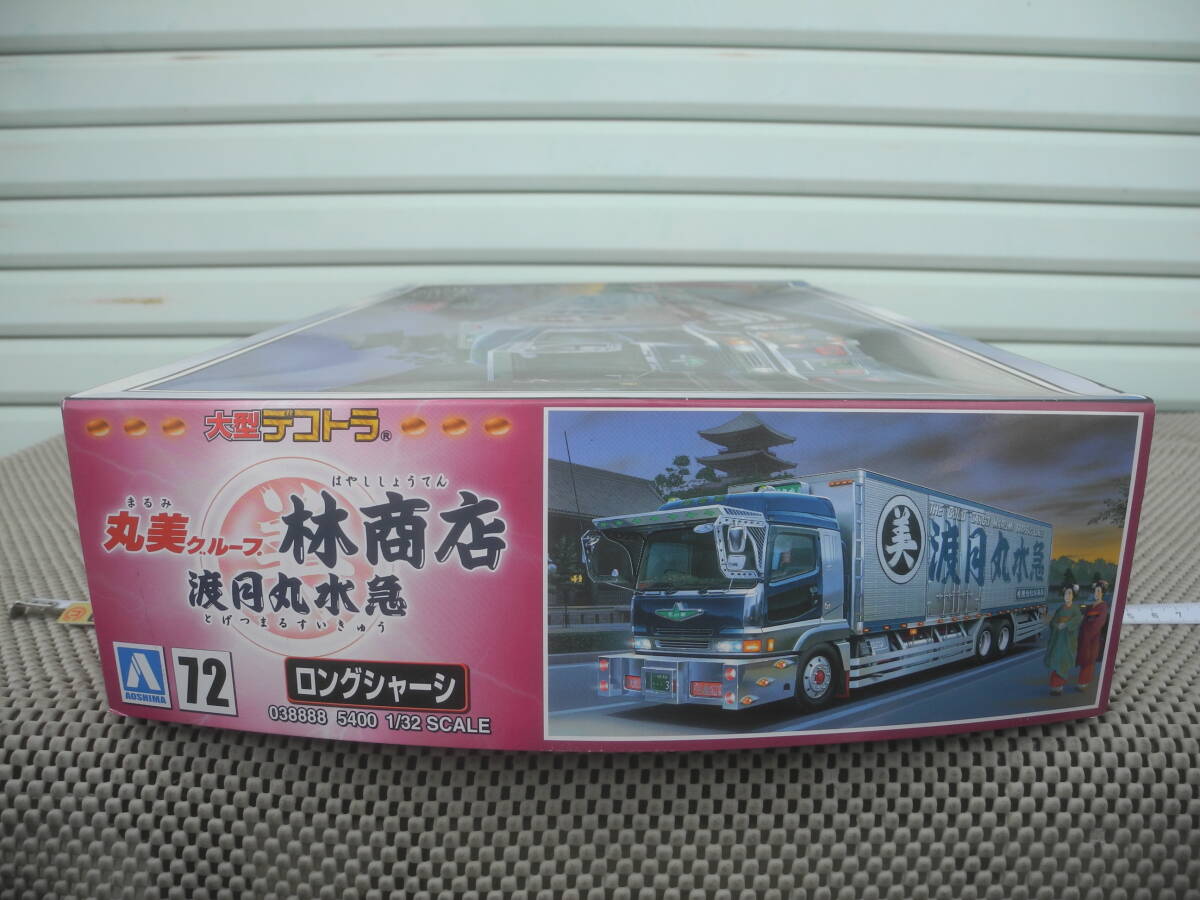 大型デコトラ®
まるみ
丸美グループ
はやししょうてん
林商店
渡月丸水急
とげつまるすいきゅう
AOSHIMA
72
ロングシャーシ
038888 5400 1/32 SCALE
美
渡月丸水急
3